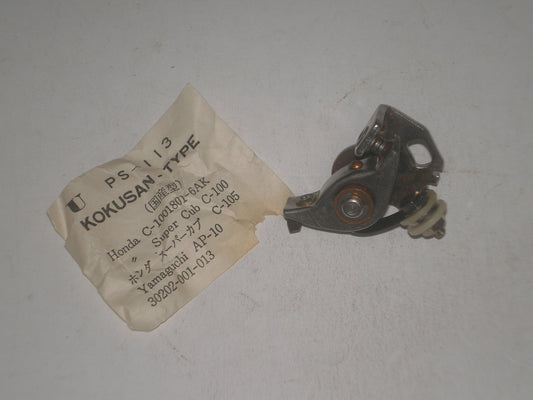 U PS-113
KOKUSAN-TYPE
(国産型)
Honda C-1001801-6AK
〃 Super Cub C-100
ホンダ スーパーカブ C-105
Yamaguchi AP-10
30202-001-013